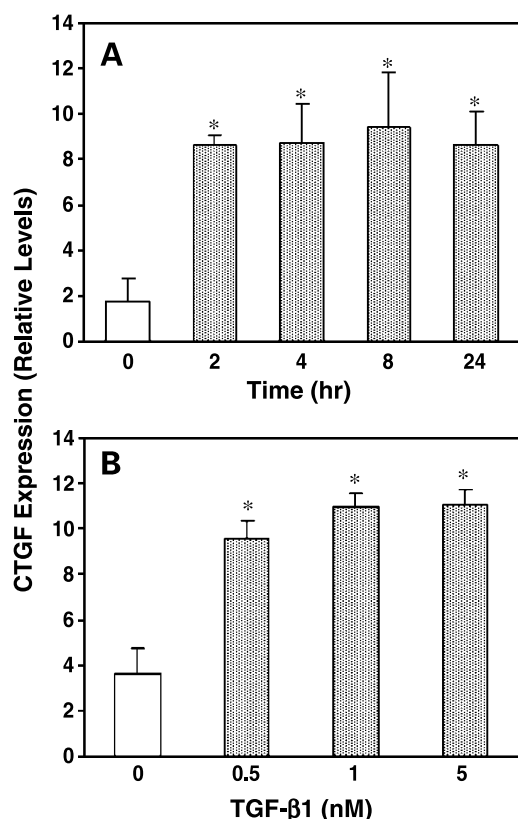 CTGF Expression (Relative Levels)
A
14
12
10
8
6
4
2
0
* * * *
0 2 4 8 24
Time (hr)
B
14
12
10
8
6
4
2
0
* * *
0 0.5 1 5
TGF-β1 (nM)